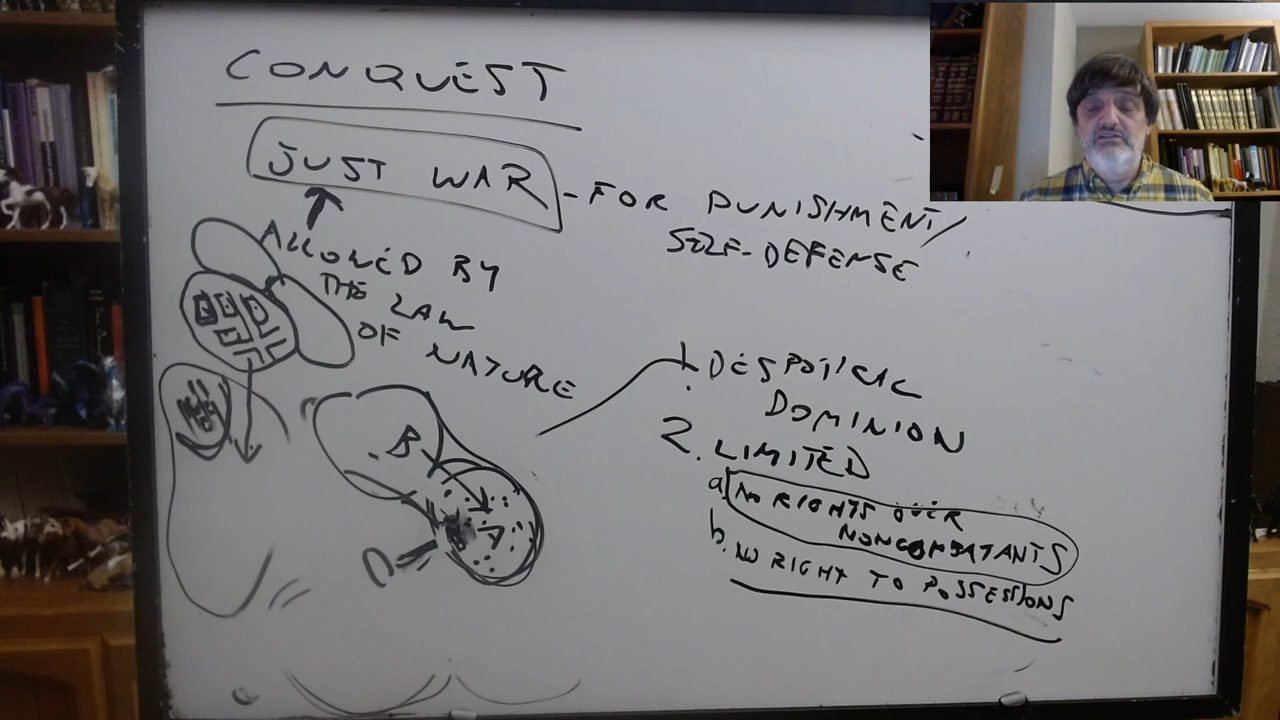 CONQUEST
JUST WAR - FOR PUNISHMENT/
SELF-DEFENSE
ALLOWED BY
THE LAW
OF NATURE
B
A
1. DESPOTICAL
DOMINION
2. LIMITED
a. NO RIGHTS OVER
NONCOMBATANTS
b. NO RIGHT TO POSSESSIONS